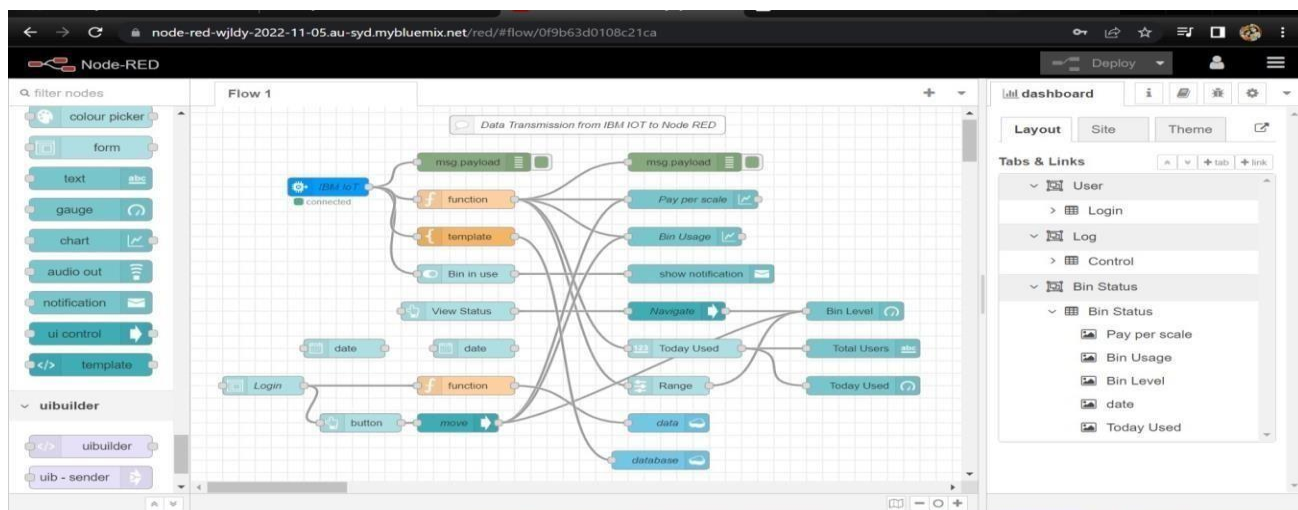 node-red-wjldy-2022-11-05.au-syd.mybluemix.net/red/#flow/0f9b63d0108c21ca
Node-RED
Deploy
filter nodes
colour picker
form
text
abc
gauge
chart
audio out
notification
ui control
template
uibuilder
uibuilder
uib - sender
Flow 1
Data Transmission from IBM IOT to Node RED
msg.payload
msg.payload
IBM IoT
connected
function
Pay per scale
template
Bin Usage
Bin in use
show notification
View Status
Navigate
Bin Level
date
date
123
Today Used
Total Users
abc
Login
function
Range
Today Used
button
move
data
database
dashboard
i
Layout
Site
Theme
Tabs & Links
+ tab
+ link
User
Login
Log
Control
Bin Status
Bin Status
Pay per scale
Bin Usage
Bin Level
date
Today Used